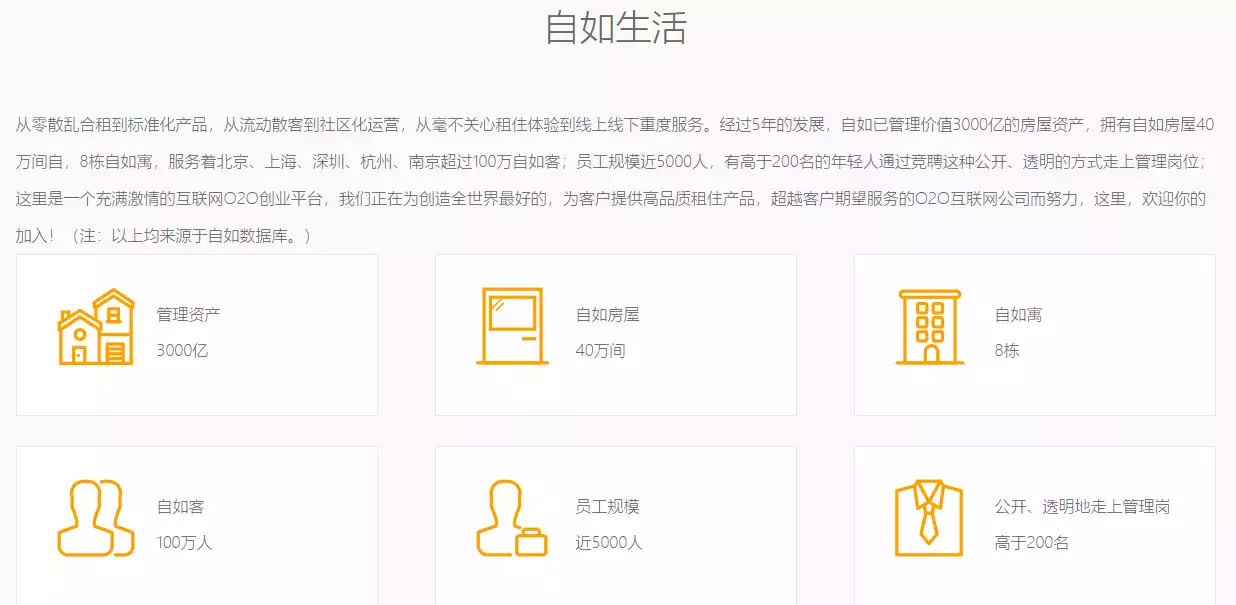 自如生活
从零散乱合租到标准化产品，从流动散客到社区化运营，从毫不关心租住体验到线上线下重度服务。经过5年的发展，自如已管理价值3000亿的房屋资产，拥有自如房屋40
万间自，8栋自如寓，服务着北京、上海、深圳、杭州、南京超过100万自如客；员工规模近5000人，有高于200名的年轻人通过竞聘这种公开、透明的方式走上管理岗位；
这里是一个充满激情的互联网O2O创业平台，我们正在为创造全世界最好的，为客户提供高品质租住产品，超越客户期望服务的O2O互联网公司而努力，这里，欢迎你的
加入！（注：以上均来源于自如数据库。）
管理资产
3000亿
自如房屋
40万间
自如寓
8栋
自如客
100万人
员工规模
近5000人
公开、透明地走上管理岗
高于200名